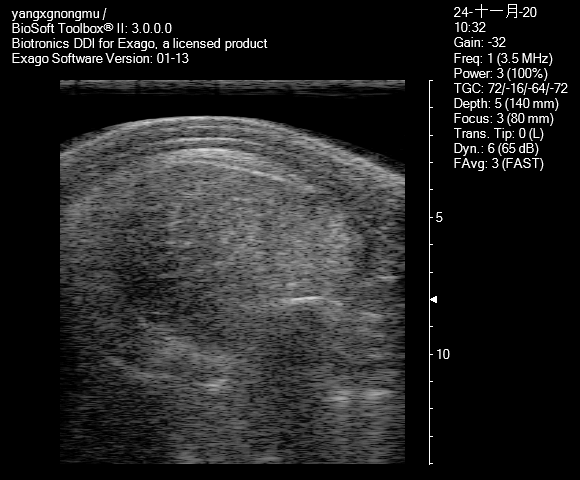 yangxgnongmu /
BioSoft Toolbox® II: 3.0.0.0
Biotronics DDI for Exago, a licensed product
Exago Software Version: 01-13
24-十一月-20
10:32
Gain: -32
Freq: 1 (3.5 MHz)
Power: 3 (100%)
TGC: 72/-16/-64/-72
Depth: 5 (140 mm)
Focus: 3 (80 mm)
Trans. Tip: 0 (L)
Dyn.: 6 (65 dB)
FAvg: 3 (FAST)
5
10